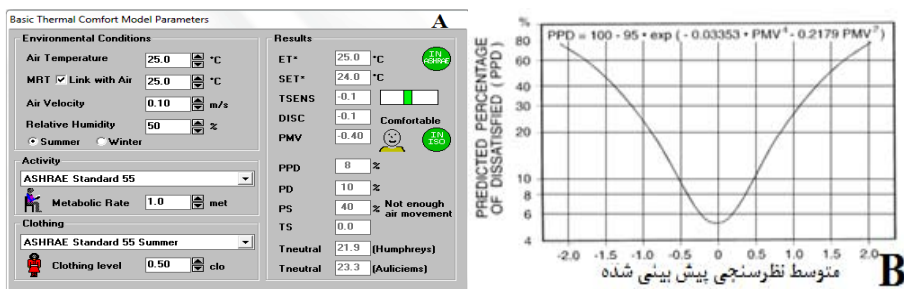 Basic Thermal Comfort Model Parameters
A
Environmental Conditions
Air Temperature 25.0 °C
MRT Link with Air 25.0 °C
Air Velocity 0.10 m/s
Relative Humidity 50 %
Summer Winter
Activity
ASHRAE Standard 55
Metabolic Rate 1.0 met
Clothing
ASHRAE Standard 55 Summer
Clothing level 0.50 clo
Results
ET* 25.0 °C
IN ASHRAE
SET* 24.0 °C
TSENS -0.1
DISC -0.1 Comfortable
PMV -0.40
IN ISO
PPD 8 %
PD 10 %
PS 40 % Not enough air movement
TS 0.0
Tneutral 21.9 (Humphreys)
Tneutral 23.3 (Auliciems)
%
PPD = 100 - 95 • exp ( - 0.03353 • PMV⁴ - 0.2179 PMV²)
PREDICTED PERCENTAGE
OF DISSATISFIED (PPD)
80
60
40
30
20
10
8
6
4
-2.0 -1.5 -1.0 -0.5 0 0.5 1.0 1.5 2.0
متوسط نظرسنجی پیش بینی شده
B